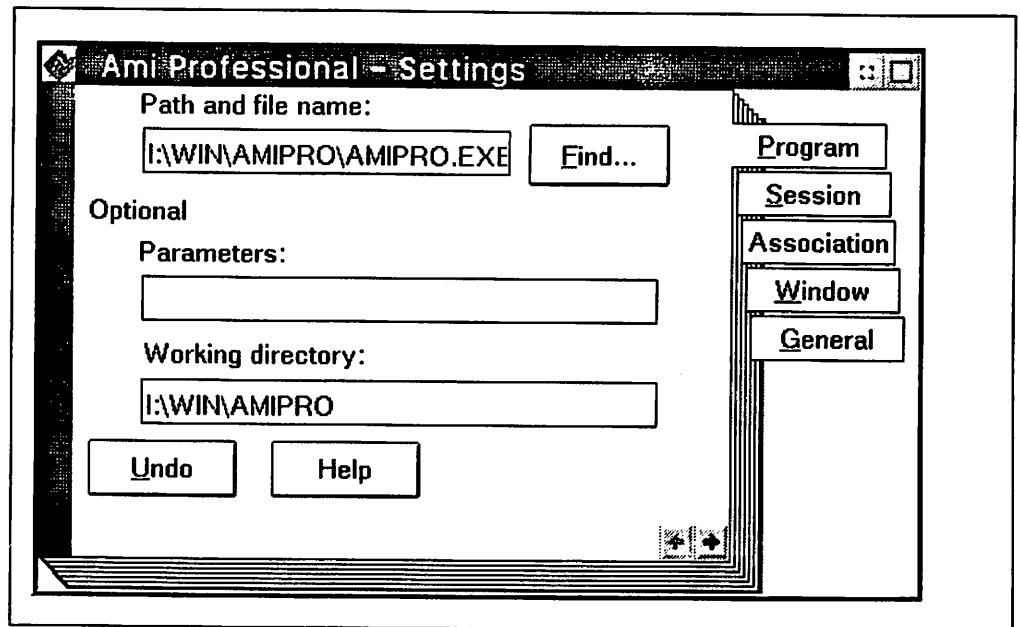 Ami Professional - Settings
Path and file name:
I:\WIN\AMIPRO\AMIPRO.EXE
Find...
Optional
Parameters:
Working directory:
I:\WIN\AMIPRO
Undo
Help
Program
Session
Association
Window
General